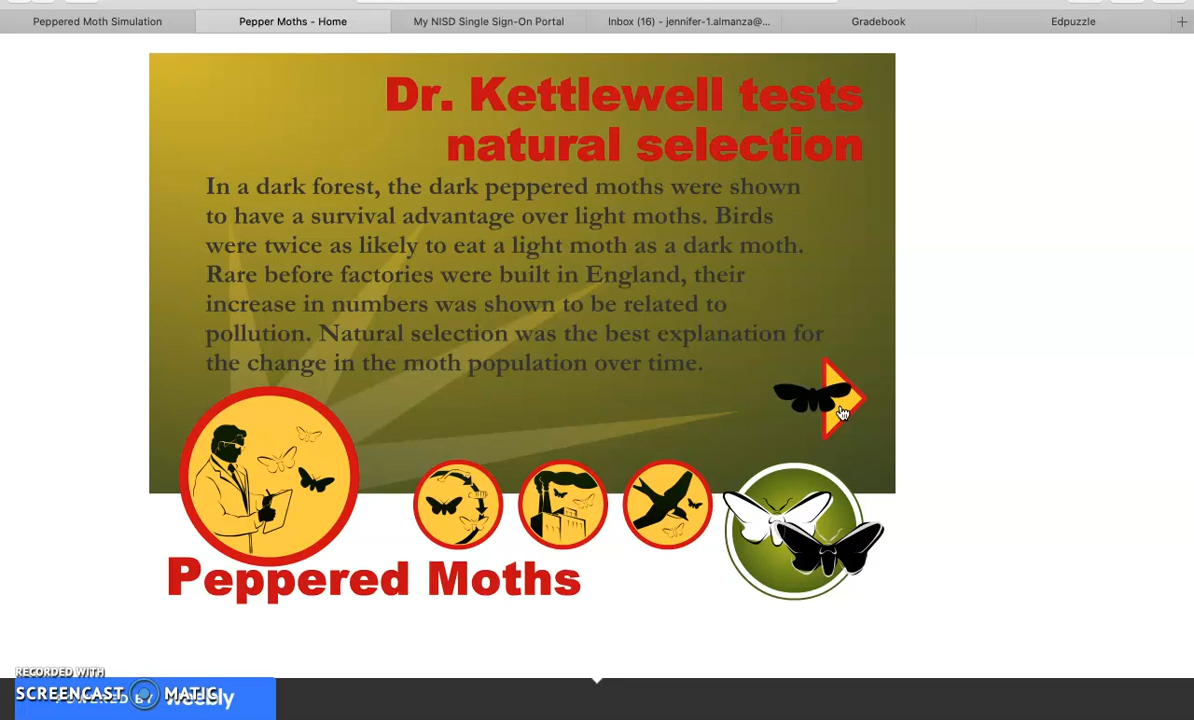 Peppered Moth Simulation
Pepper Moths - Home
My NISD Single Sign-On Portal
Inbox (16) - jennifer-1.almanza@...
Gradebook
Edpuzzle
Dr. Kettlewell tests
natural selection
In a dark forest, the dark peppered moths were shown
to have a survival advantage over light moths. Birds
were twice as likely to eat a light moth as a dark moth.
Rare before factories were built in England, their
increase in numbers was shown to be related to
pollution. Natural selection was the best explanation for
the change in the moth population over time.
Peppered Moths
RECORDED WITH
SCREENCAST MATIC
POWERED BY weebly